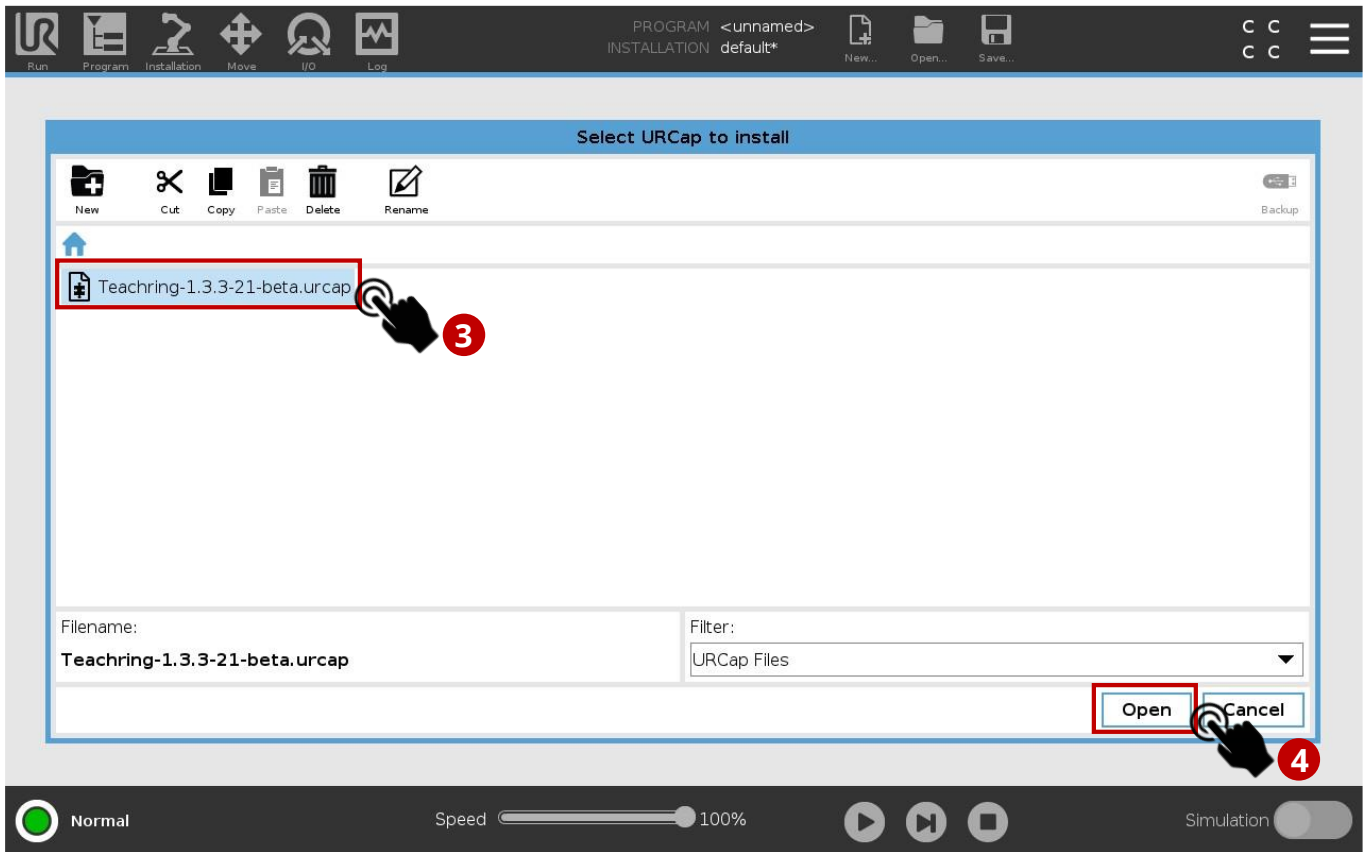 PROGRAM <unnamed>
INSTALLATION default*
C C
C C
Run
Program
Installation
Move
I/O
Log
New...
Open...
Save...
Select URCap to install
New
Cut
Copy
Paste
Delete
Rename
Backup
Teachring-1.3.3-21-beta.urcap
3
Filename:
Teachring-1.3.3-21-beta.urcap
Filter:
URCap Files
Open
Cancel
4
Normal
Speed
100%
Simulation